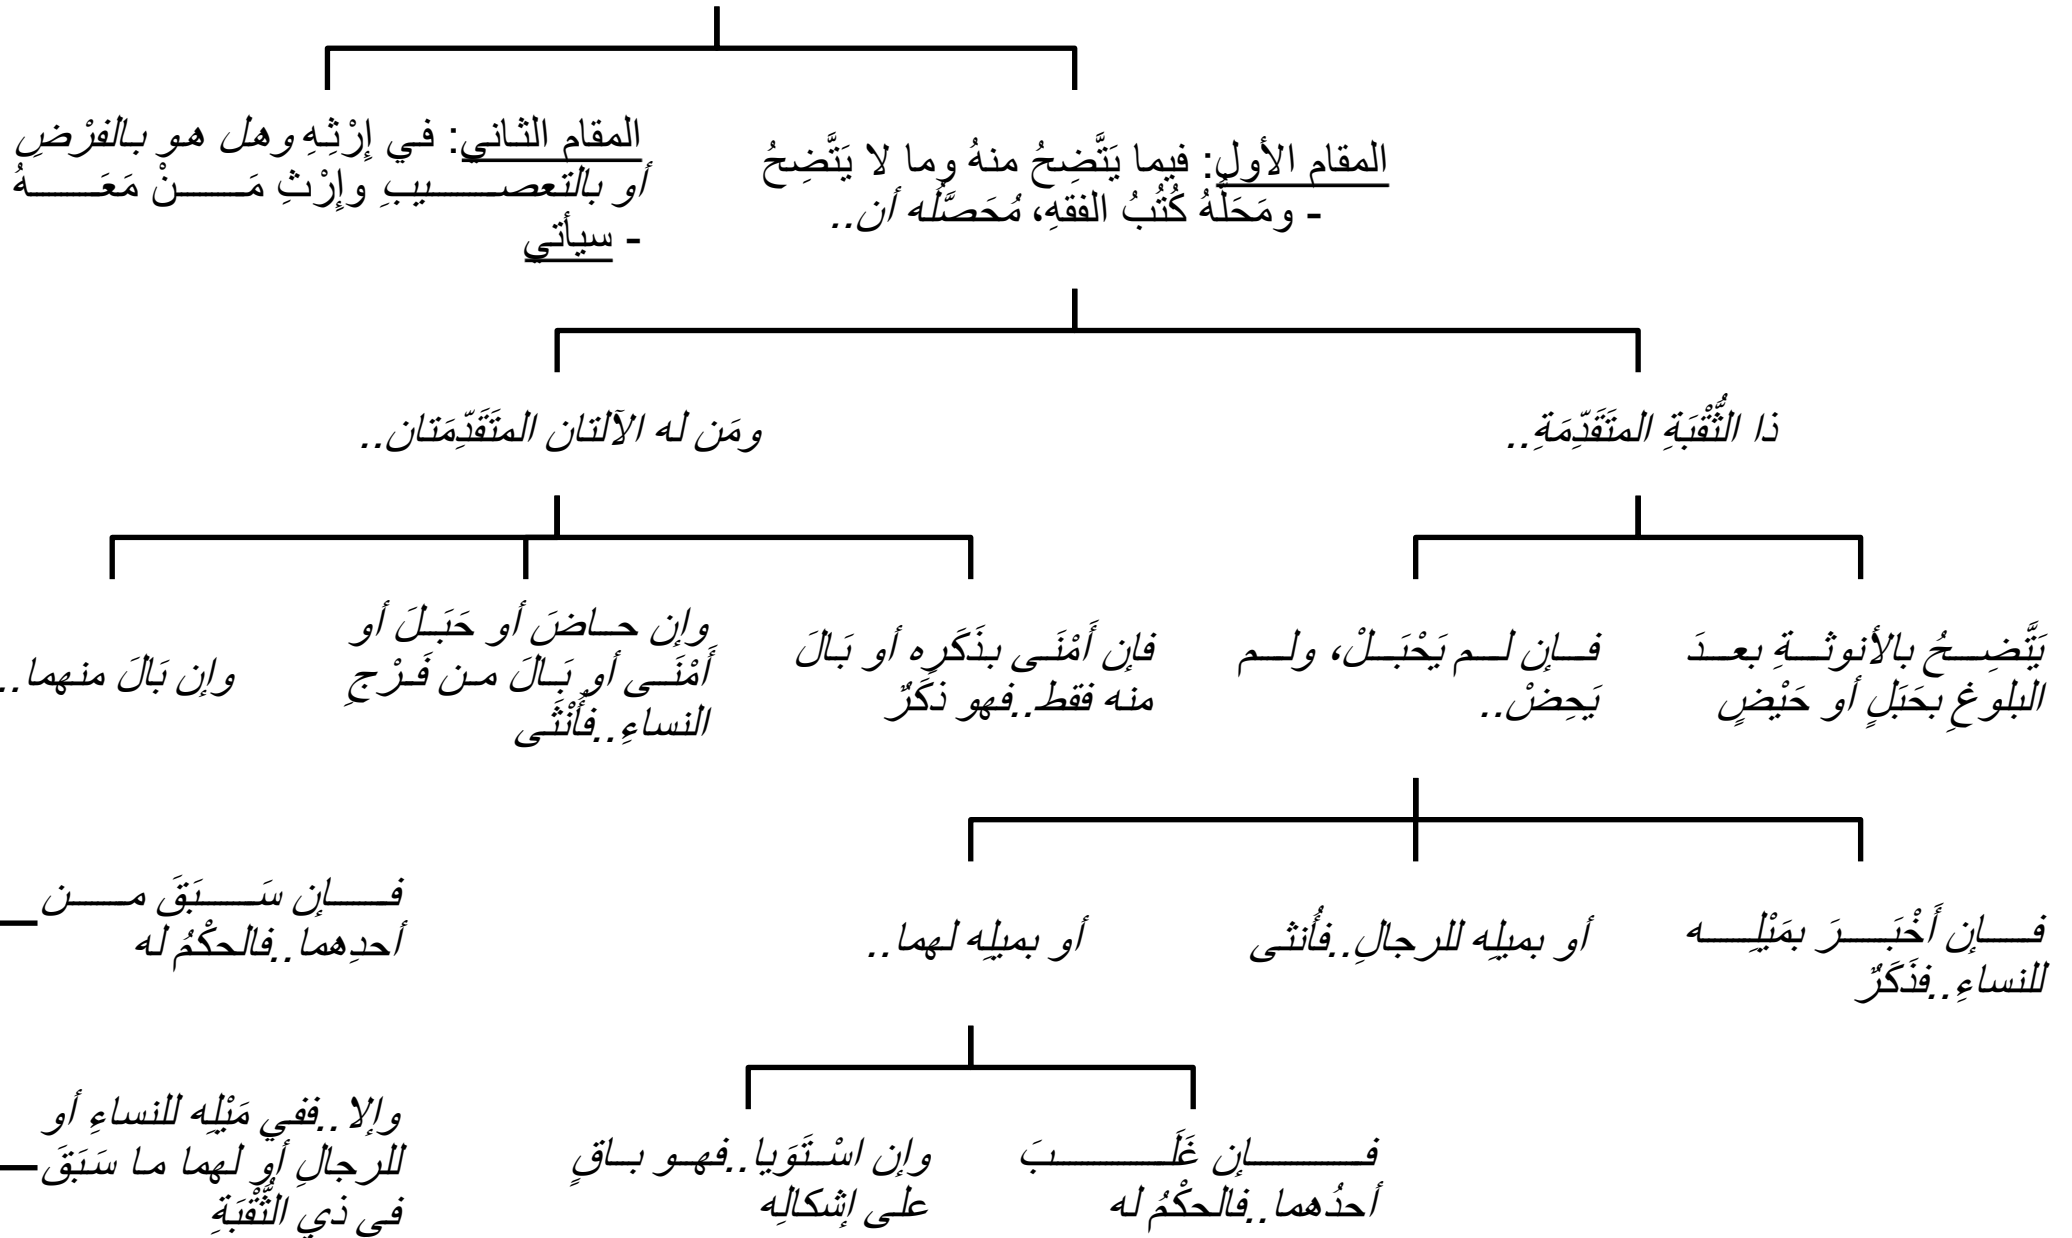 المقام الأول: فيما يَتَّضِحُ منهُ وما لا يَتَّضِحُ
- ومَحَلُّهُ كُتُبُ الفقهِ، مُحَصَّلُه أن..
المقام الثاني: في إِرْثِهِ وهل هو بالفرْضِ
أو بالتعصيبِ وإِرْثِ مَنْ مَعَهُ
- سيأتي
ذا الثُّقْبَةِ المتَقَدِّمَةِ..
ومَن له الآلتان المتَقَدِّمَتان..
يَتَّضِحُ بالأنوثةِ بعدَ
البلوغِ بحَبَلٍ أو حَيْضٍ
فإن لم يَحْبَلْ، ولم
يَحِضْ..
فإن أَمْنَى بذَكَرِه أو بَالَ
منه فقط..فهو ذكَرٌ
وإن حاضَ أو حَبَلَ أو
أَمْنَى أو بَالَ من فَرْجِ
النساءِ..فأُنْثَى
وإن بَالَ منهما..
فإن أَخْبَرَ بمَيْلِه
للنساءِ..فذَكَرٌ
أو بميلِه للرجالِ..فأُنثى
أو بميلِه لهما..
فإن سَبَقَ من
أحدِهما..فالحكْمُ له
فإن غَلَبَ
أحدُهما..فالحكْمُ له
وإن اسْتَوَيا..فهو باقٍ
على إشكالِه
وإلا..ففي مَيْلِه للنساءِ أو
للرجالِ أو لهما ما سَبَقَ
في ذي الثُّقْبَةِ